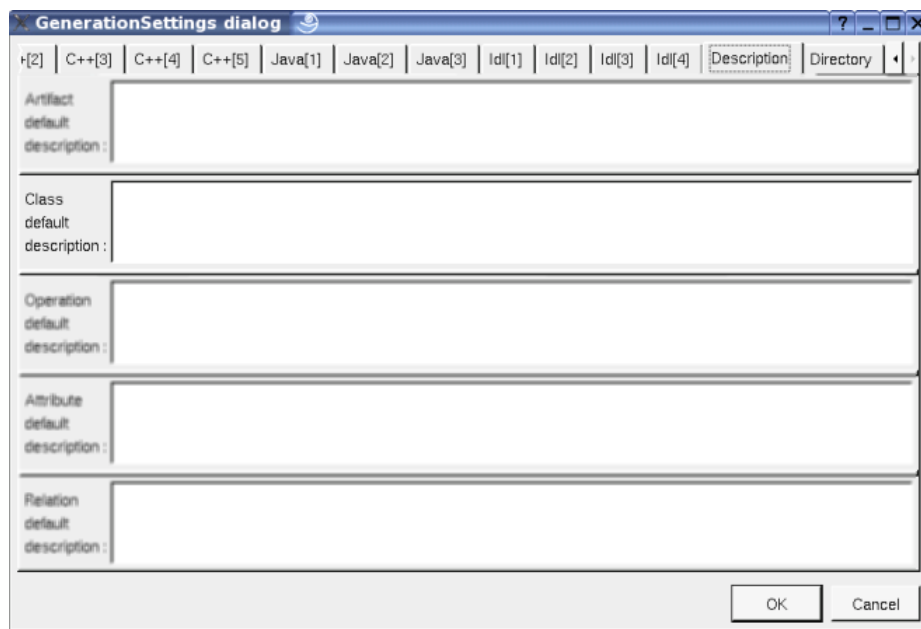 GenerationSettings dialog
+[2] C++[3] C++[4] C++[5] Java[1] Java[2] Java[3] Idl[1] Idl[2] Idl[3] Idl[4] Description Directory
Artifact
default
description :
Class
default
description :
Operation
default
description :
Attribute
default
description :
Relation
default
description :
OK Cancel